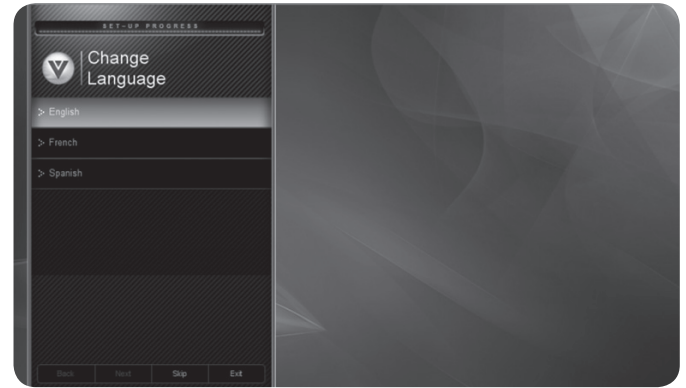 SET-UP PROGRESS
Change
Language
> English
> French
> Spanish
Back Next Skip Exit